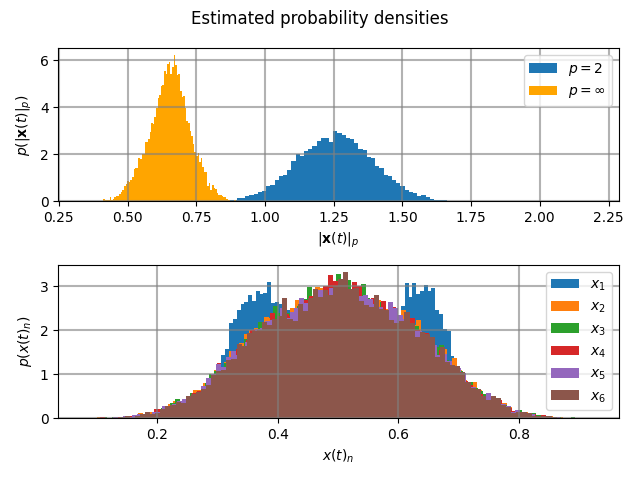 Estimated probability densities
6
4
2
0
p(|x(t)|p)
p = 2
p = ∞
0.25 0.50 0.75 1.00 1.25 1.50 1.75 2.00 2.25
|x(t)|p
3
2
1
0
p(x(t)n)
x1
x2
x3
x4
x5
x6
0.2 0.4 0.6 0.8
x(t)n